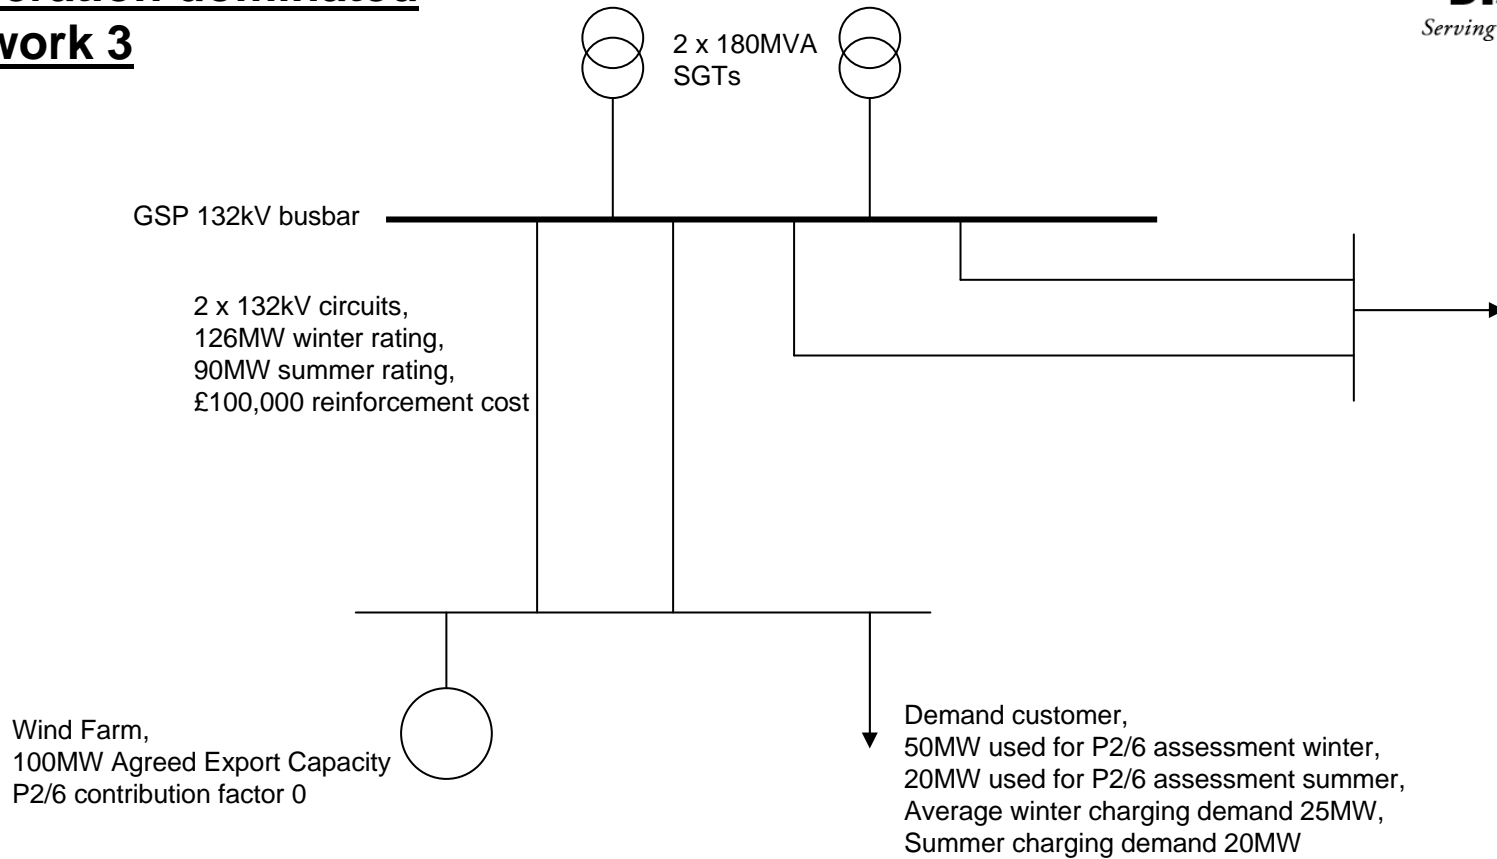 work 3
Serving
2 x 180MVA
SGTs
GSP 132kV busbar
2 x 132kV circuits,
126MW winter rating,
90MW summer rating,
£100,000 reinforcement cost
Wind Farm,
100MW Agreed Export Capacity
P2/6 contribution factor 0
Demand customer,
50MW used for P2/6 assessment winter,
20MW used for P2/6 assessment summer,
Average winter charging demand 25MW,
Summer charging demand 20MW